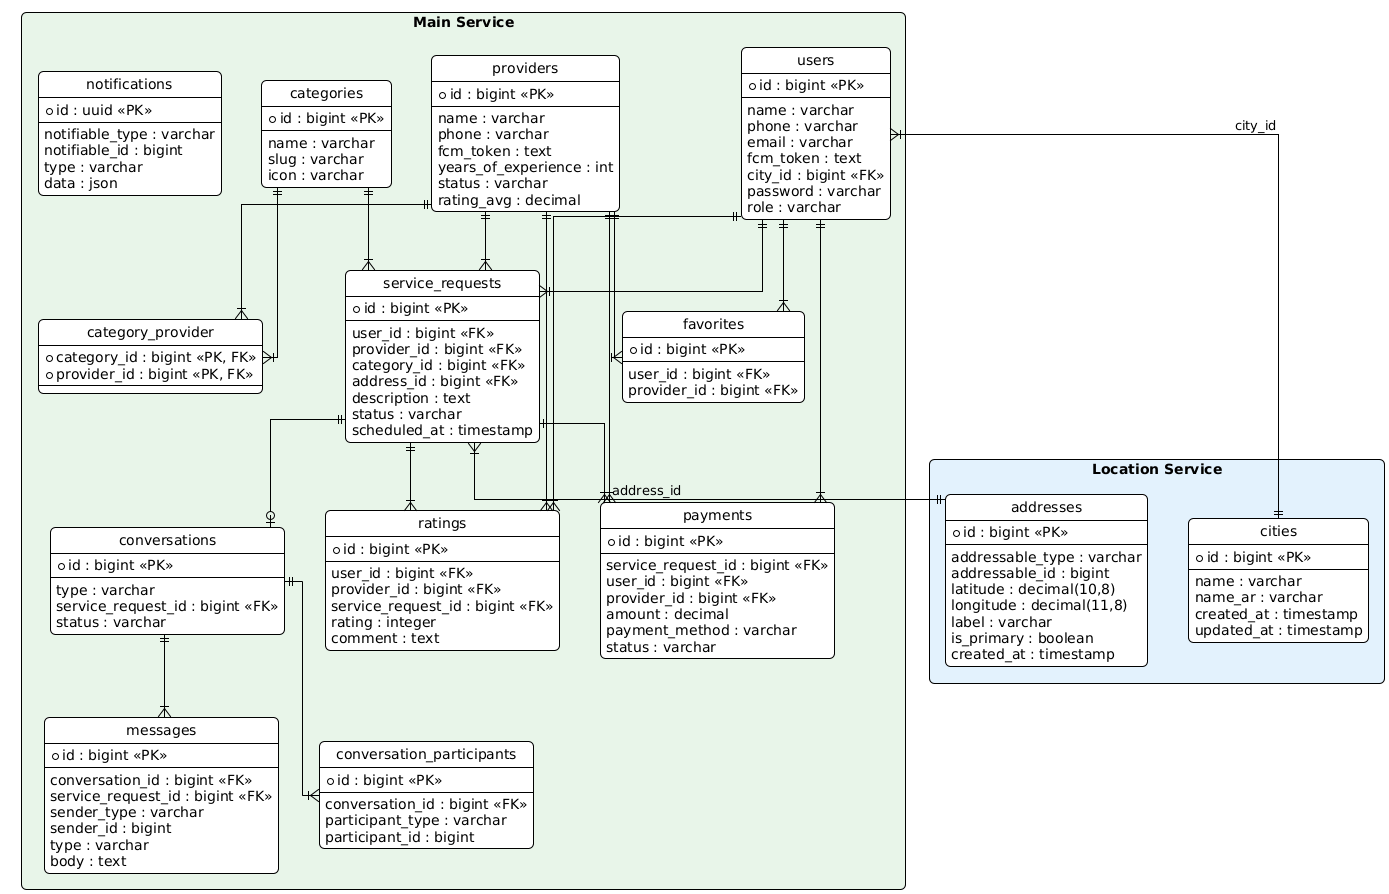 Main Service
notifications
id : uuid «PK»
notifiable_type : varchar
notifiable_id : bigint
type : varchar
data : json
categories
id : bigint «PK»
name : varchar
slug : varchar
icon : varchar
providers
id : bigint «PK»
name : varchar
phone : varchar
fcm_token : text
years_of_experience : int
status : varchar
rating_avg : decimal
users
id : bigint «PK»
name : varchar
phone : varchar
email : varchar
fcm_token : text
city_id : bigint «FK»
password : varchar
role : varchar
city_id
category_provider
category_id : bigint «PK, FK»
provider_id : bigint «PK, FK»
service_requests
id : bigint «PK»
user_id : bigint «FK»
provider_id : bigint «FK»
category_id : bigint «FK»
address_id : bigint «FK»
description : text
status : varchar
scheduled_at : timestamp
favorites
id : bigint «PK»
user_id : bigint «FK»
provider_id : bigint «FK»
address_id
conversations
id : bigint «PK»
type : varchar
service_request_id : bigint «FK»
status : varchar
ratings
id : bigint «PK»
user_id : bigint «FK»
provider_id : bigint «FK»
service_request_id : bigint «FK»
rating : integer
comment : text
payments
id : bigint «PK»
service_request_id : bigint «FK»
user_id : bigint «FK»
provider_id : bigint «FK»
amount : decimal
payment_method : varchar
status : varchar
Location Service
addresses
id : bigint «PK»
addressable_type : varchar
addressable_id : bigint
latitude : decimal(10,8)
longitude : decimal(11,8)
label : varchar
is_primary : boolean
created_at : timestamp
cities
id : bigint «PK»
name : varchar
name_ar : varchar
created_at : timestamp
updated_at : timestamp
messages
id : bigint «PK»
conversation_id : bigint «FK»
service_request_id : bigint «FK»
sender_type : varchar
sender_id : bigint
type : varchar
body : text
conversation_participants
id : bigint «PK»
conversation_id : bigint «FK»
participant_type : varchar
participant_id : bigint